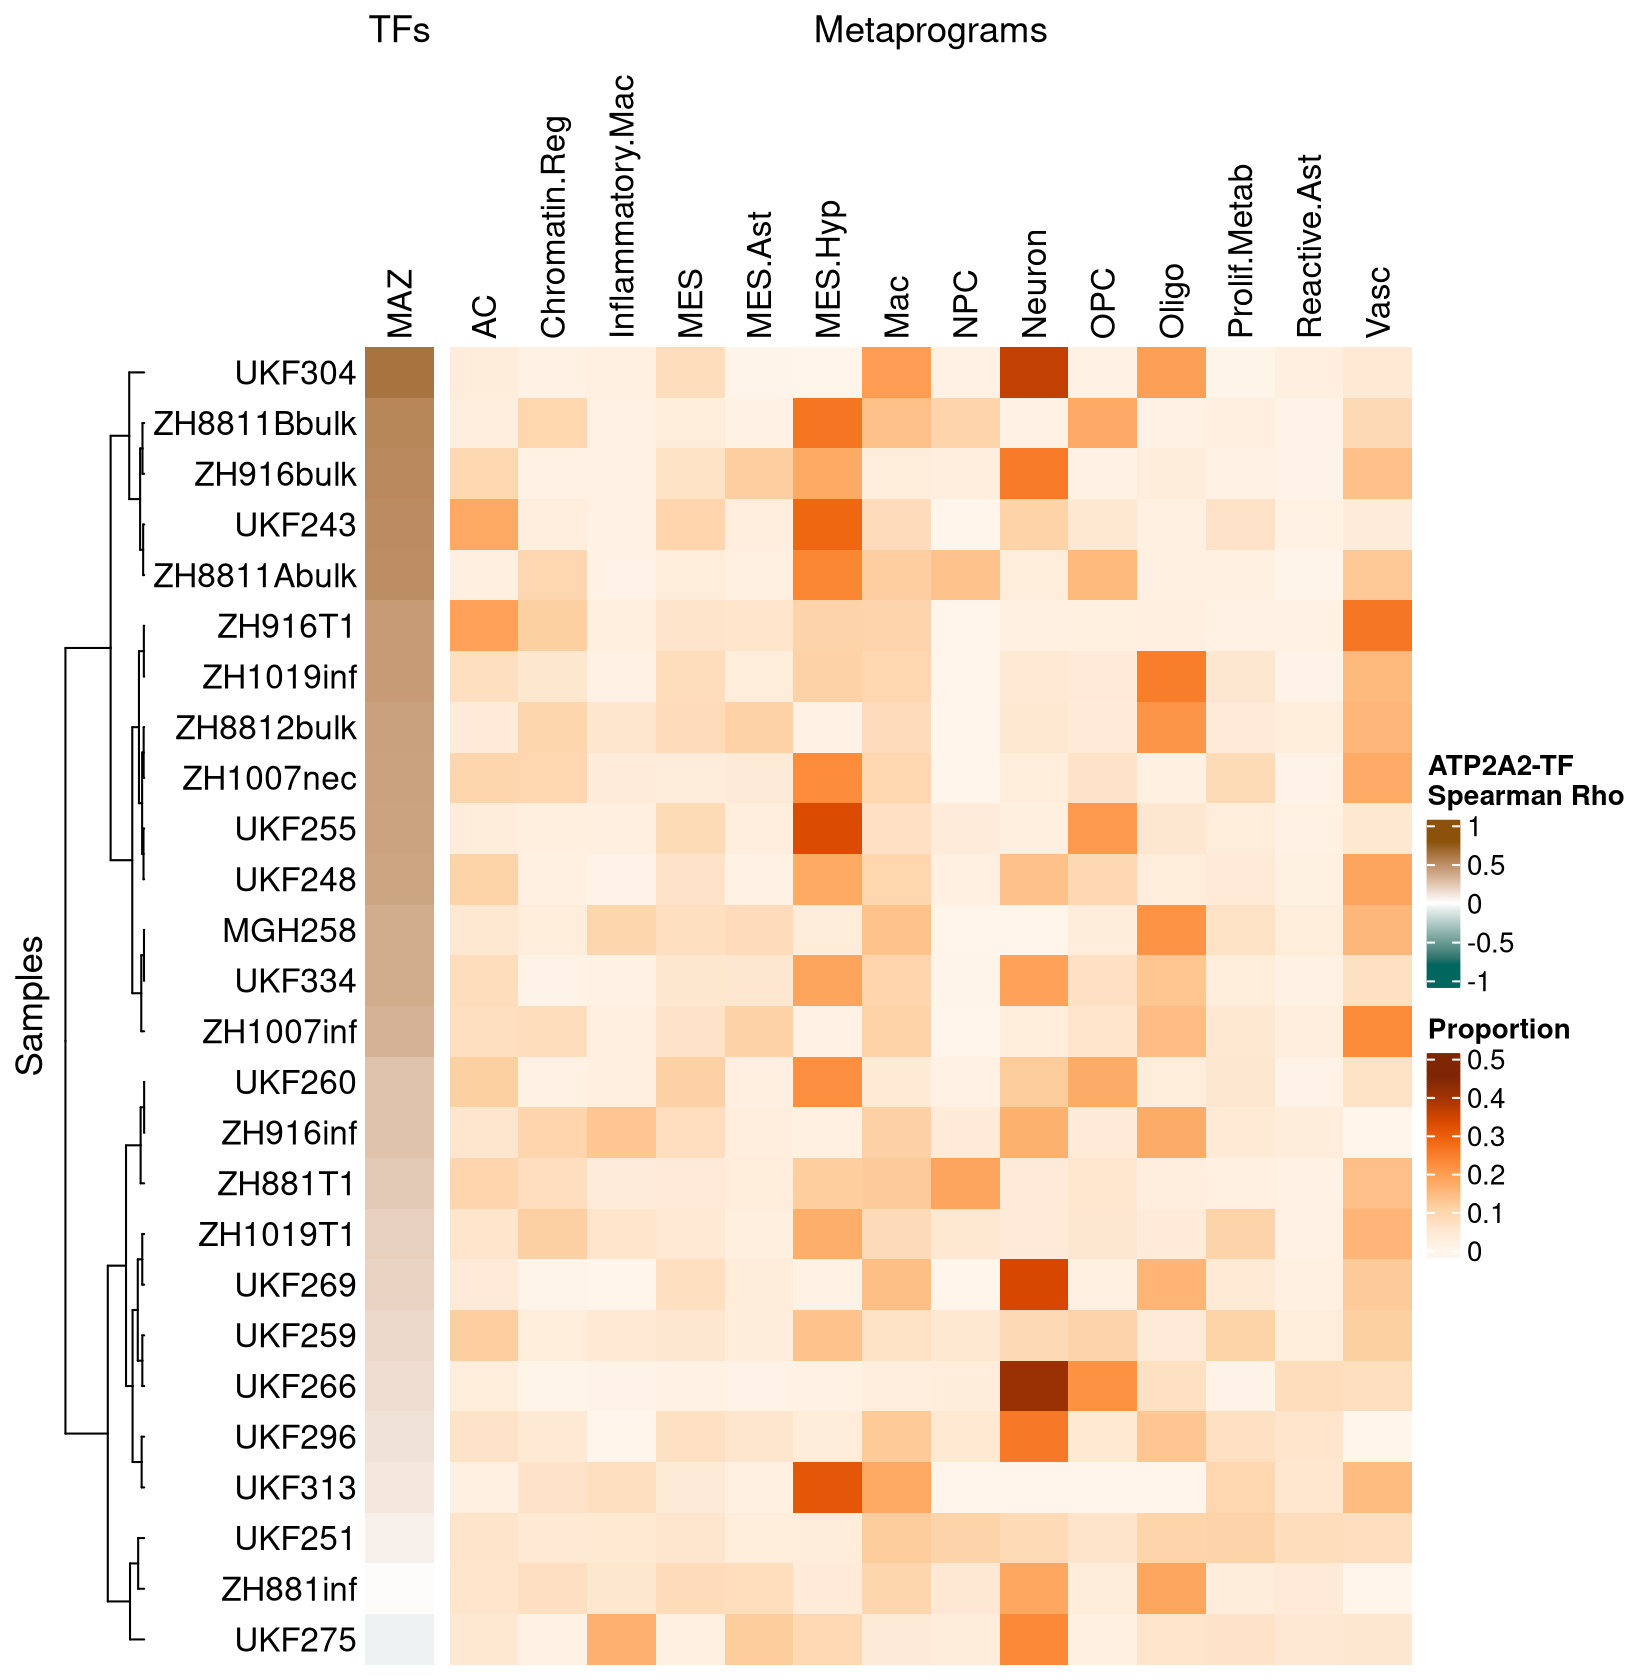 TFs
Metaprograms
MAZ
AC
Chromatin.Reg
Inflammatory.Mac
MES
MES.Ast
MES.Hyp
Mac
NPC
Neuron
OPC
Oligo
Prolif.Metab
Reactive.Ast
Vasc
Samples
UKF304
ZH8811Bbulk
ZH916bulk
UKF243
ZH8811Abulk
ZH916T1
ZH1019inf
ZH8812bulk
ZH1007nec
UKF255
UKF248
MGH258
UKF334
ZH1007inf
UKF260
ZH916inf
ZH881T1
ZH1019T1
UKF269
UKF259
UKF266
UKF296
UKF313
UKF251
ZH881inf
UKF275
ATP2A2-TF
Spearman Rho
1
0.5
0
-0.5
-1
Proportion
0.5
0.4
0.3
0.2
0.1
0